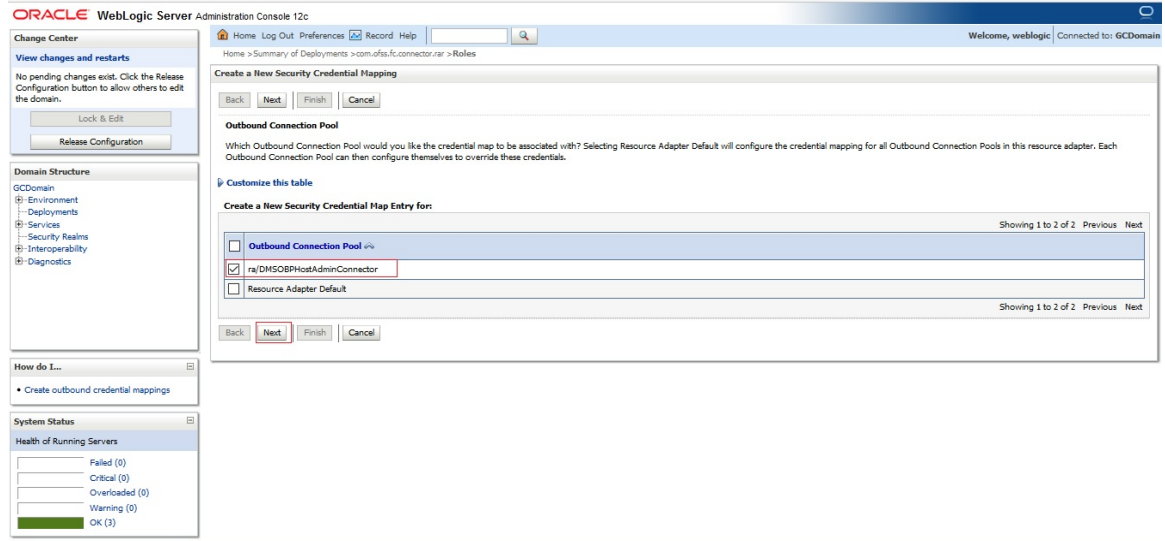 ORACLE WebLogic Server Administration Console 12c
Change Center
View changes and restarts
No pending changes exist. Click the Release
Configuration button to allow others to edit
the domain.
Lock & Edit
Release Configuration
Domain Structure
GCDomain
Environment
Deployments
Services
Security Realms
Interoperability
Diagnostics
How do I...
Create outbound credential mappings
System Status
Health of Running Servers
Failed (0)
Critical (0)
Overloaded (0)
Warning (0)
OK (3)
Home Log Out Preferences Record Help
Welcome, weblogic Connected to: GCDomain
Home >Summary of Deployments >com.ofss.fc.connector.rar >Roles
Create a New Security Credential Mapping
Back Next Finish Cancel
Outbound Connection Pool
Which Outbound Connection Pool would you like the credential map to be associated with? Selecting Resource Adapter Default will configure the credential mapping for all Outbound Connection Pools in this resource adapter. Each
Outbound Connection Pool can then configure themselves to override these credentials.
Customize this table
Create a New Security Credential Map Entry for:
Showing 1 to 2 of 2 Previous Next
Outbound Connection Pool
ra/DMSOBPHostAdminConnector
Resource Adapter Default
Showing 1 to 2 of 2 Previous Next
Back Next Finish Cancel